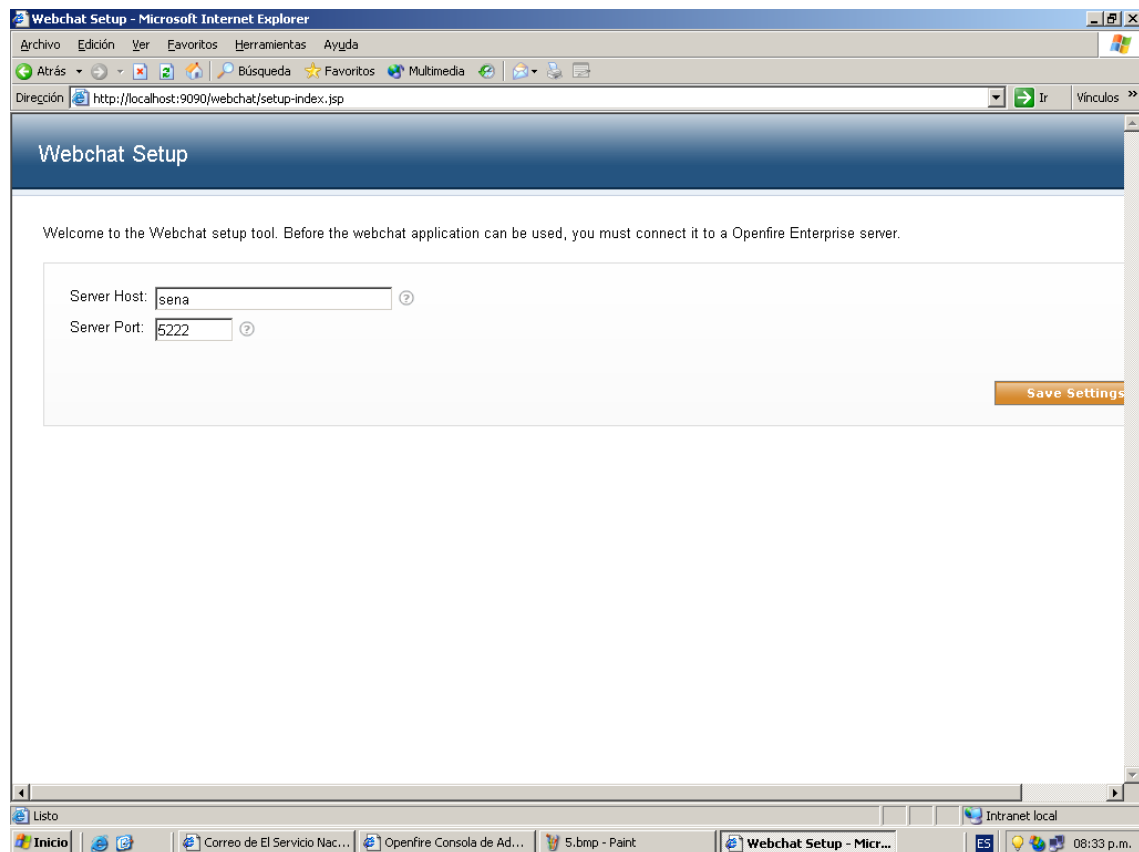 Webchat Setup - Microsoft Internet Explorer
Archivo Edición Ver Favoritos Herramientas Ayuda
Atrás Búsqueda Favoritos Multimedia
Dirección http://localhost:9090/webchat/setup-index.jsp Ir Vínculos »
Webchat Setup
Welcome to the Webchat setup tool. Before the webchat application can be used, you must connect it to a Openfire Enterprise server.
Server Host: sena ?
Server Port: 5222 ?
Save Settings
Listo Intranet local
Inicio Correo de El Servicio Nac... Openfire Consola de Ad... 5.bmp - Paint Webchat Setup - Micr... ES 08:33 p.m.